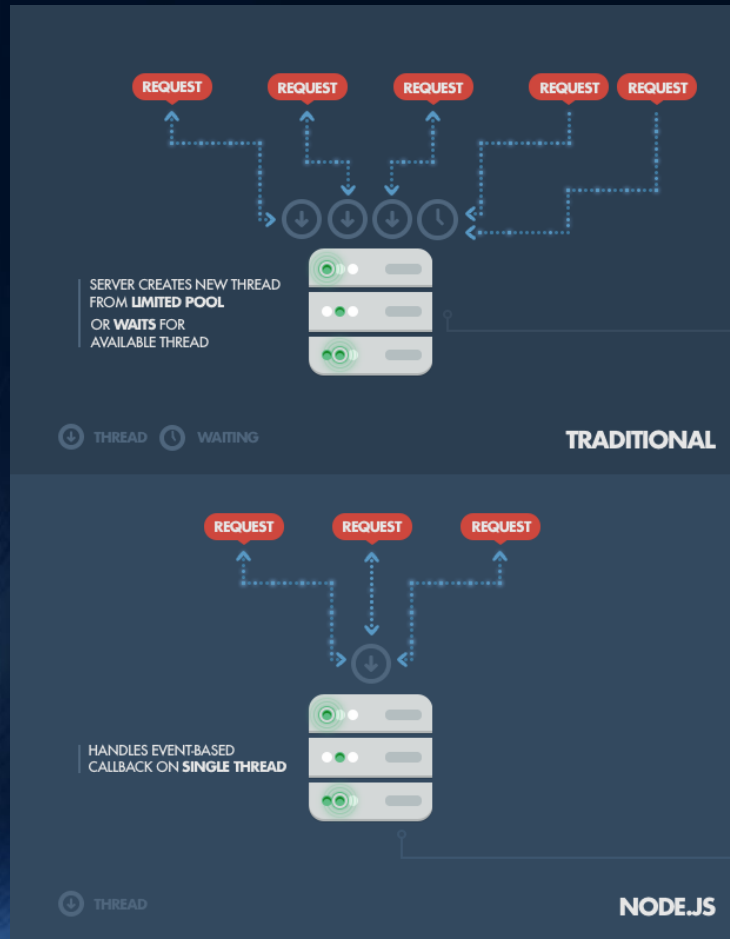 REQUEST REQUEST REQUEST REQUEST REQUEST
SERVER CREATES NEW THREAD
FROM LIMITED POOL
OR WAITS FOR
AVAILABLE THREAD
THREAD WAITING
TRADITIONAL
REQUEST REQUEST REQUEST
HANDLES EVENT-BASED
CALLBACK ON SINGLE THREAD
THREAD
NODE.JS